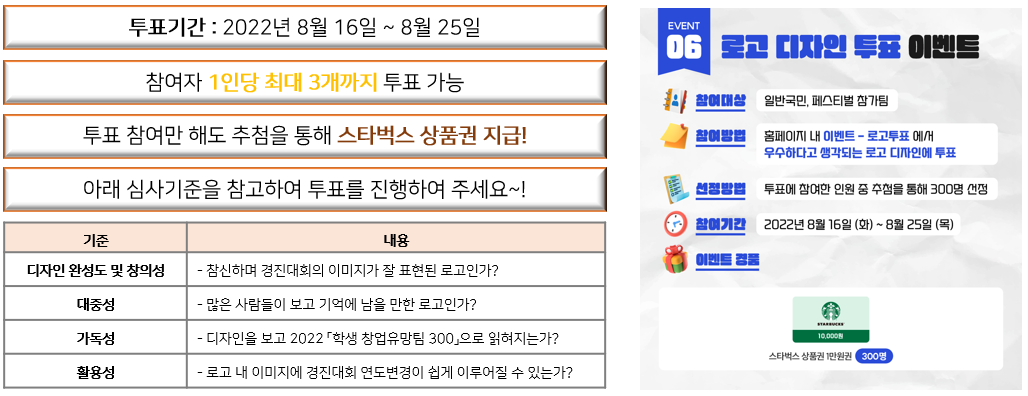 투표기간 : 2022년 8월 16일 ~ 8월 25일
참여자 1인당 최대 3개까지 투표 가능
투표 참여만 해도 추첨을 통해 스타벅스 상품권 지급!
아래 심사기준을 참고하여 투표를 진행하여 주세요~!
기준 내용
디자인 완성도 및 창의성 - 참신하며 경진대회의 이미지가 잘 표현된 로고인가?
대중성 - 많은 사람들이 보고 기억에 남을 만한 로고인가?
가독성 - 디자인을 보고 2022 「학생 창업유망팀 300」으로 읽혀지는가?
활용성 - 로고 내 이미지에 경진대회 연도변경이 쉽게 이루어질 수 있는가?
EVENT
06 로고 디자인 투표 이벤트
참여대상 일반국민, 페스티벌 참가팀
참여방법 홈페이지 내 이벤트 - 로고투표 에서
우수하다고 생각되는 로고 디자인에 투표
선정방법 투표에 참여한 인원 중 추첨을 통해 300명 선정
참여기간 2022년 8월 16일 (화) ~ 8월 25일 (목)
이벤트 경품
STARBUCKS
10,000원
스타벅스 상품권 1만원권 300명